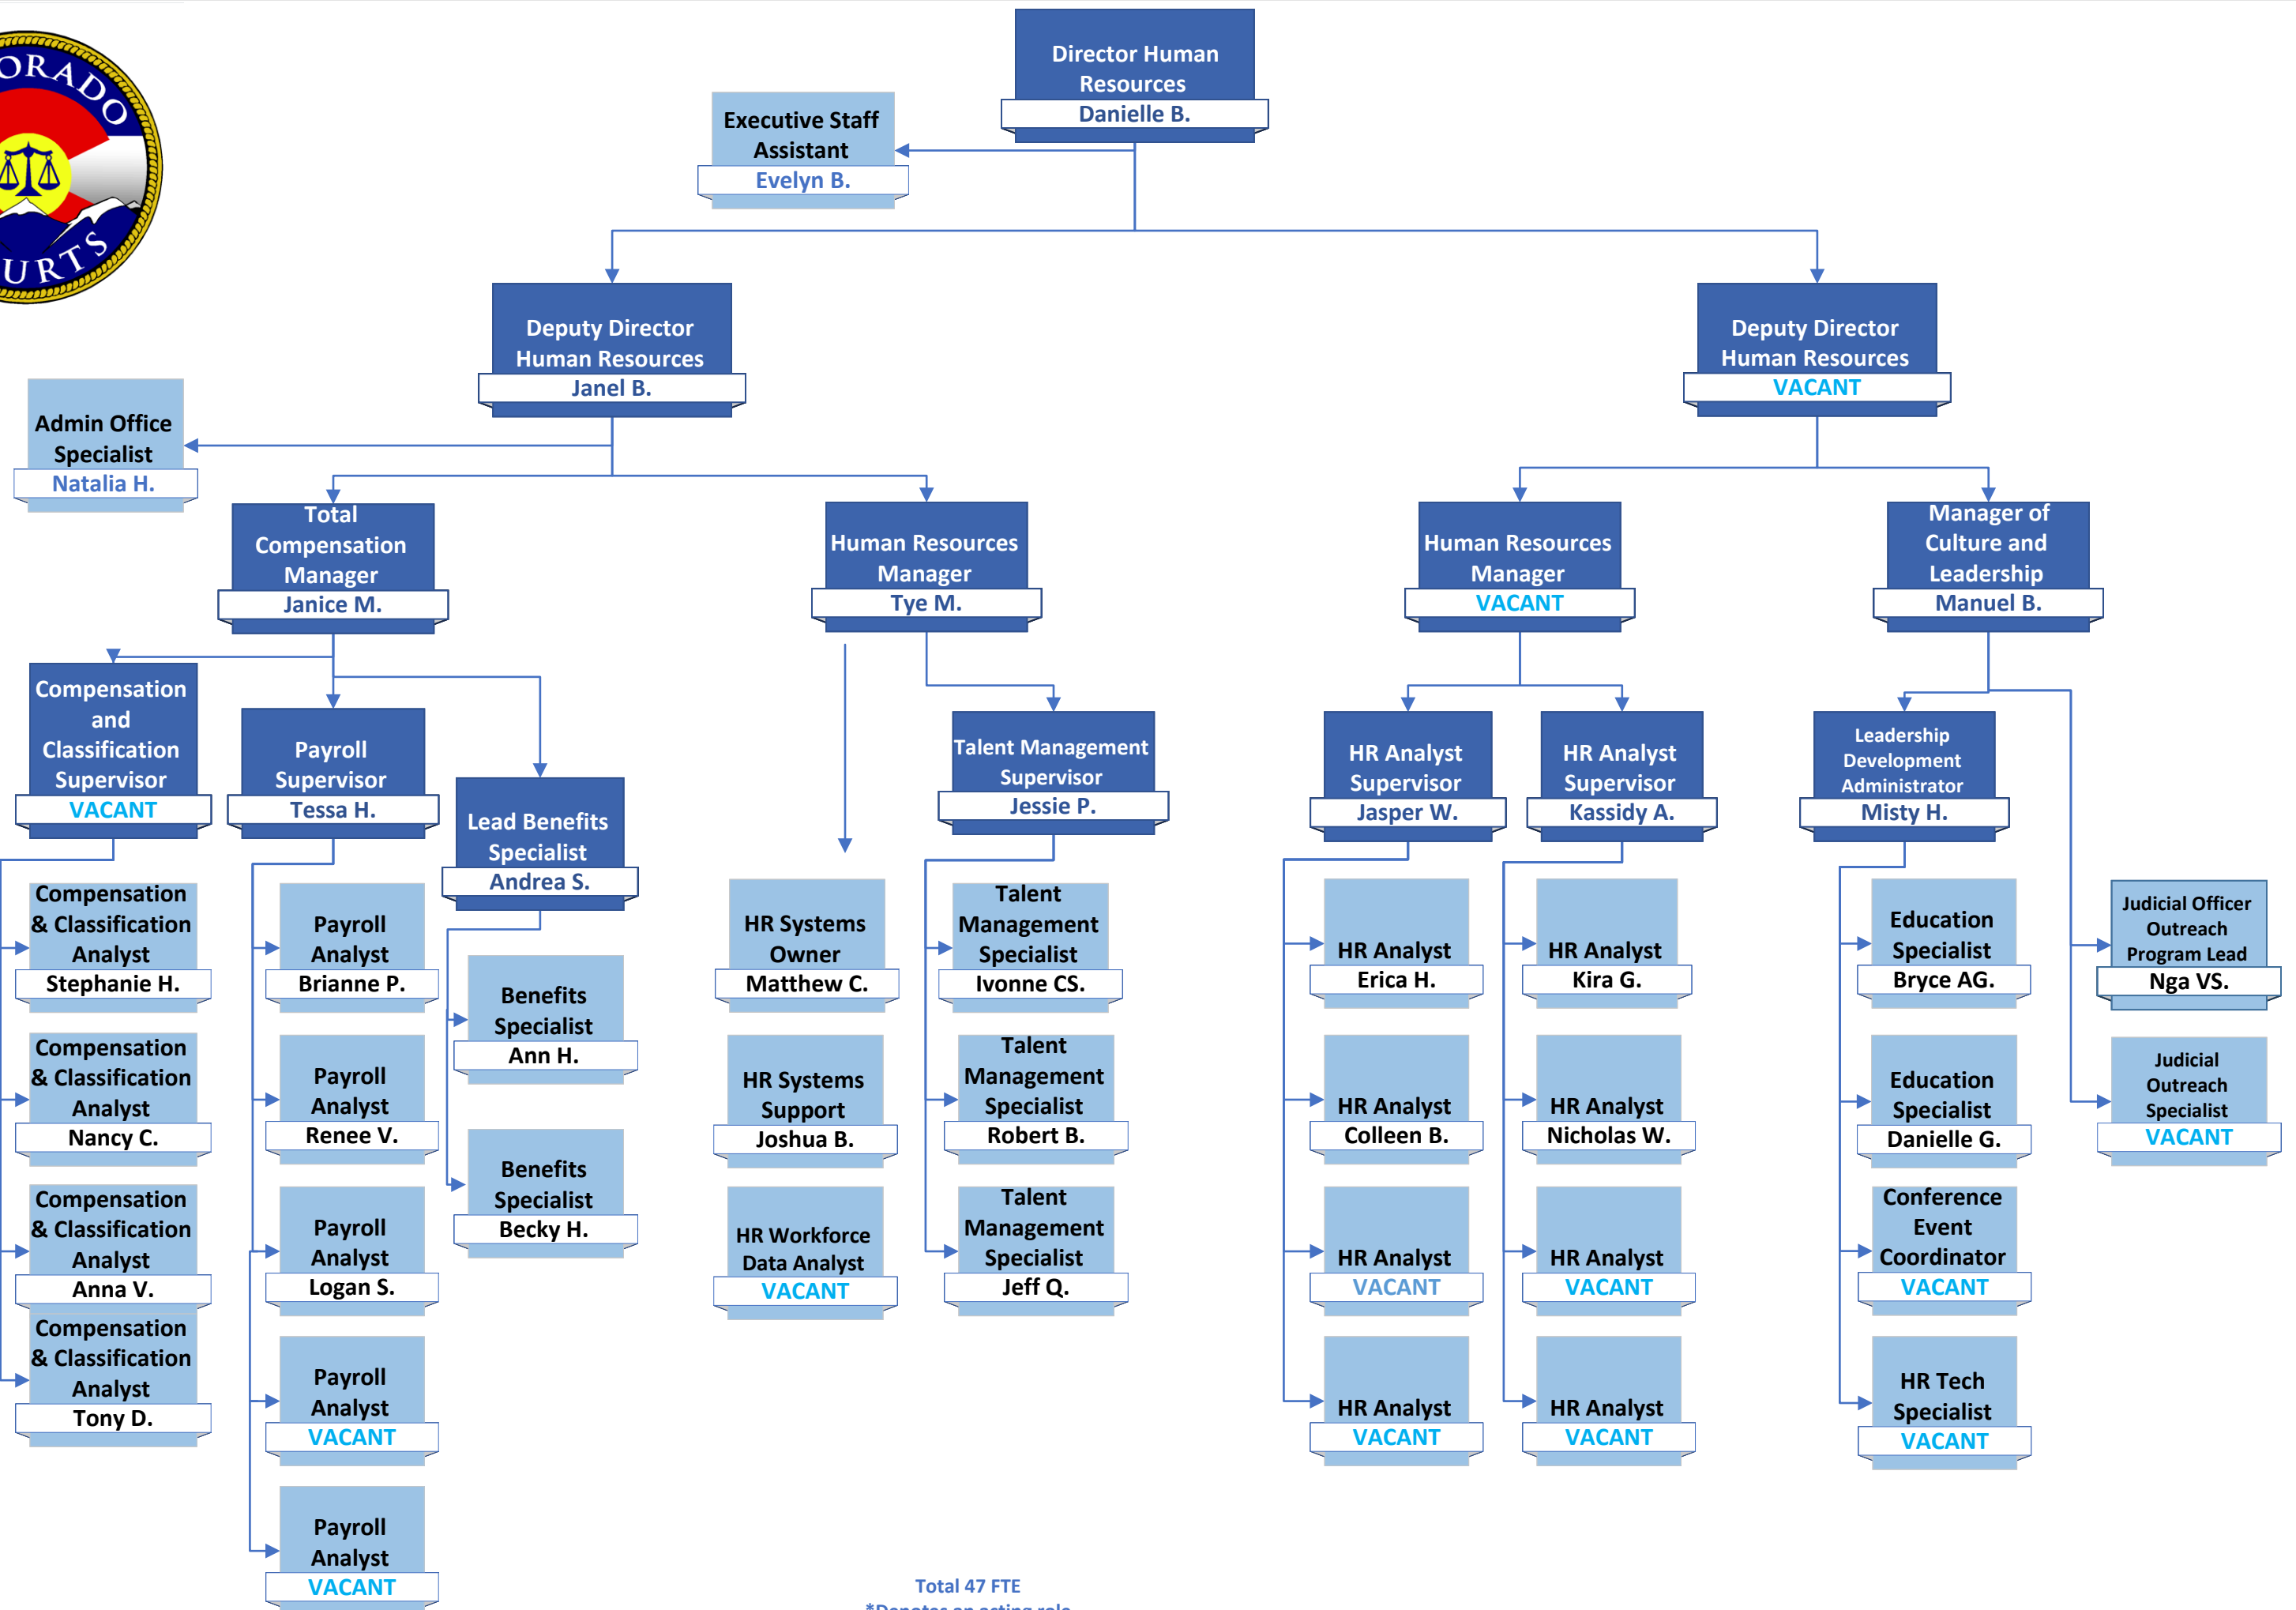 ORADO
URTS
Director Human
Resources
Danielle B.
Executive Staff
Assistant
Evelyn B.
Deputy Director
Human Resources
Janel B.
Deputy Director
Human Resources
VACANT
Admin Office
Specialist
Natalia H.
Total
Compensation
Manager
Janice M.
Human Resources
Manager
Tye M.
Human Resources
Manager
VACANT
Manager of
Culture and
Leadership
Manuel B.
Compensation
and
Classification
Supervisor
VACANT
Payroll
Supervisor
Tessa H.
Lead Benefits
Specialist
Andrea S.
Talent Management
Supervisor
Jessie P.
HR Analyst
Supervisor
Jasper W.
HR Analyst
Supervisor
Kassidy A.
Leadership
Development
Administrator
Misty H.
Compensation
& Classification
Analyst
Stephanie H.
Compensation
& Classification
Analyst
Nancy C.
Compensation
& Classification
Analyst
Anna V.
Compensation
& Classification
Analyst
Tony D.
Payroll
Analyst
Brianne P.
Payroll
Analyst
Renee V.
Payroll
Analyst
Logan S.
Payroll
Analyst
VACANT
Payroll
Analyst
VACANT
Benefits
Specialist
Ann H.
Benefits
Specialist
Becky H.
HR Systems
Owner
Matthew C.
HR Systems
Support
Joshua B.
HR Workforce
Data Analyst
VACANT
Talent
Management
Specialist
Ivonne CS.
Talent
Management
Specialist
Robert B.
Talent
Management
Specialist
Jeff Q.
HR Analyst
Erica H.
HR Analyst
Colleen B.
HR Analyst
VACANT
HR Analyst
VACANT
HR Analyst
Kira G.
HR Analyst
Nicholas W.
HR Analyst
VACANT
HR Analyst
VACANT
Education
Specialist
Bryce AG.
Education
Specialist
Danielle G.
Conference
Event
Coordinator
VACANT
HR Tech
Specialist
VACANT
Judicial Officer
Outreach
Program Lead
Nga VS.
Judicial
Outreach
Specialist
VACANT
Total 47 FTE
*Denotes an acting role